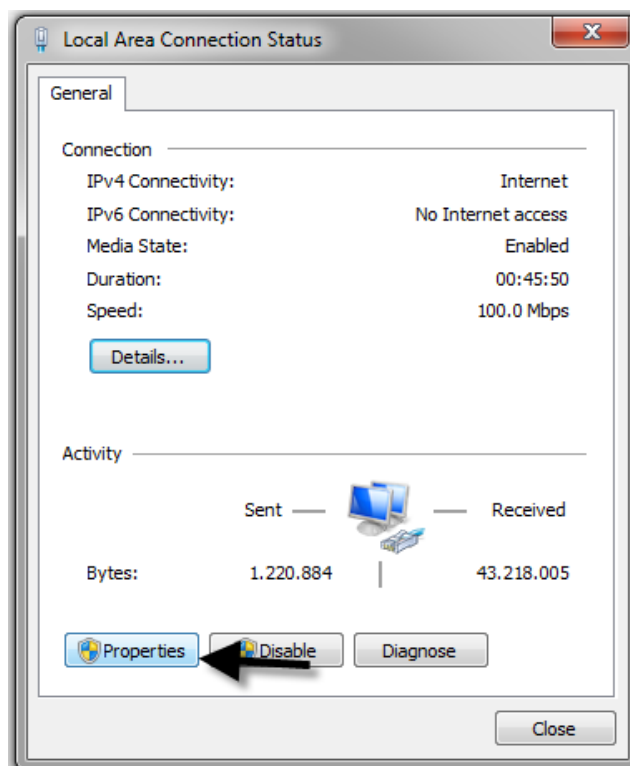 Local Area Connection Status
General
Connection
IPv4 Connectivity: Internet
IPv6 Connectivity: No Internet access
Media State: Enabled
Duration: 00:45:50
Speed: 100.0 Mbps
Details...
Activity
Sent Received
Bytes: 1.220.884 43.218.005
Properties Disable Diagnose
Close